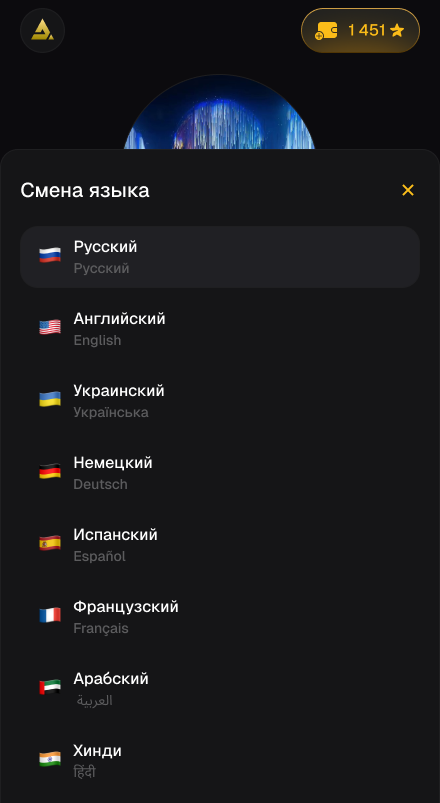 1 451
Смена языка
Русский
Русский
Английский
English
Украинский
Українська
Немецкий
Deutsch
Испанский
Español
Французский
Français
Арабский
العربية
Хинди
हिंदी